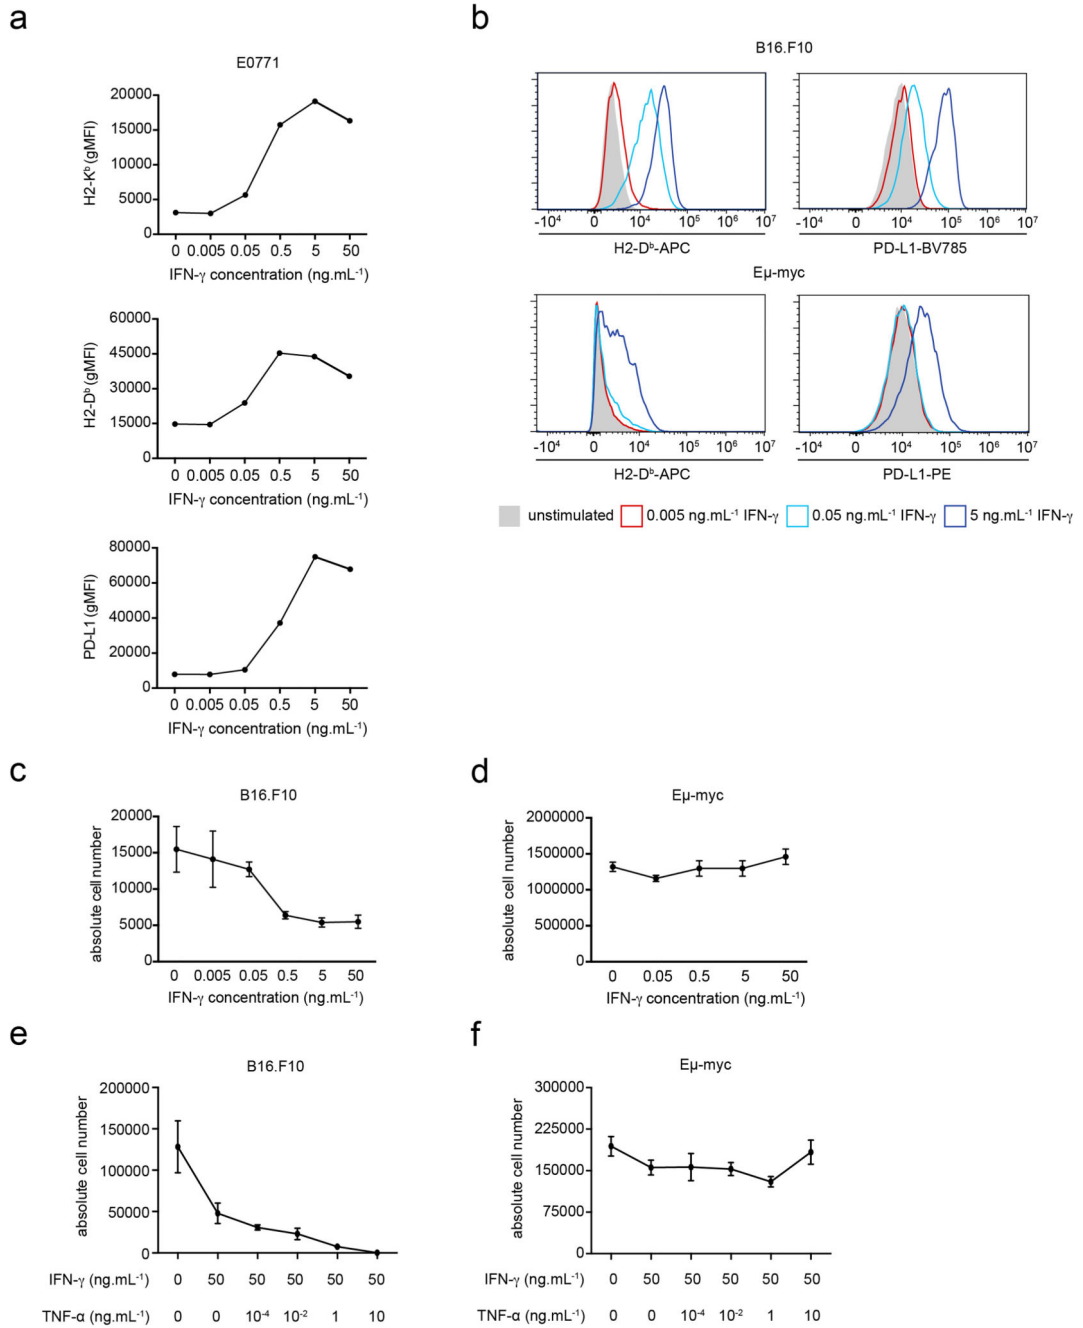 a
E0771
H2-Kᵇ (gMFI)
20000
15000
10000
5000
0
0 0.005 0.05 0.5 5 50
IFN-γ concentration (ng.mL⁻¹)
H2-Dᵇ (gMFI)
60000
45000
30000
15000
0
0 0.005 0.05 0.5 5 50
IFN-γ concentration (ng.mL⁻¹)
PD-L1 (gMFI)
80000
60000
40000
20000
0
0 0.005 0.05 0.5 5 50
IFN-γ concentration (ng.mL⁻¹)
b
B16.F10
-10⁴ 0 10⁴ 10⁵ 10⁶ 10⁷
H2-Dᵇ-APC
-10⁴ 0 10⁴ 10⁵ 10⁶ 10⁷
PD-L1-BV785
Eμ-myc
-10⁴ 0 10⁴ 10⁵ 10⁶ 10⁷
H2-Dᵇ-APC
-10⁴ 0 10⁴ 10⁵ 10⁶ 10⁷
PD-L1-PE
unstimulated 0.005 ng.mL⁻¹ IFN-γ 0.05 ng.mL⁻¹ IFN-γ 5 ng.mL⁻¹ IFN-γ
c
B16.F10
absolute cell number
20000
15000
10000
5000
0
0 0.005 0.05 0.5 5 50
IFN-γ concentration (ng.mL⁻¹)
d
Eμ-myc
absolute cell number
2000000
1500000
1000000
500000
0
0 0.05 0.5 5 50
IFN-γ concentration (ng.mL⁻¹)
e
B16.F10
absolute cell number
200000
150000
100000
50000
0
IFN-γ (ng.mL⁻¹) 0 50 50 50 50 50
TNF-α (ng.mL⁻¹) 0 0 10⁻⁴ 10⁻² 1 10
f
Eμ-myc
absolute cell number
300000
225000
150000
75000
0
IFN-γ (ng.mL⁻¹) 0 50 50 50 50 50
TNF-α (ng.mL⁻¹) 0 0 10⁻⁴ 10⁻² 1 10